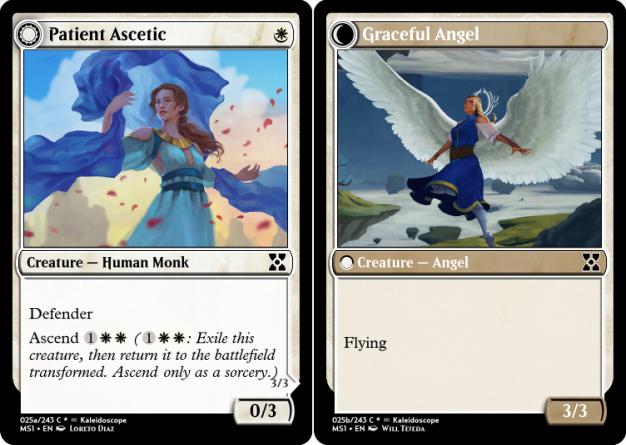 Patient Ascetic
Creature — Human Monk
Defender
Ascend 1 (1: Exile this
creature, then return it to the battlefield
transformed. Ascend only as a sorcery.)
3/3
0/3
025a/243 C * ∞ Kaleidoscope
MS1 • EN Loreto Diaz
Graceful Angel
Creature — Angel
Flying
3/3
025b/243 C * ∞ Kaleidoscope
MS1 • EN Will Tejeda